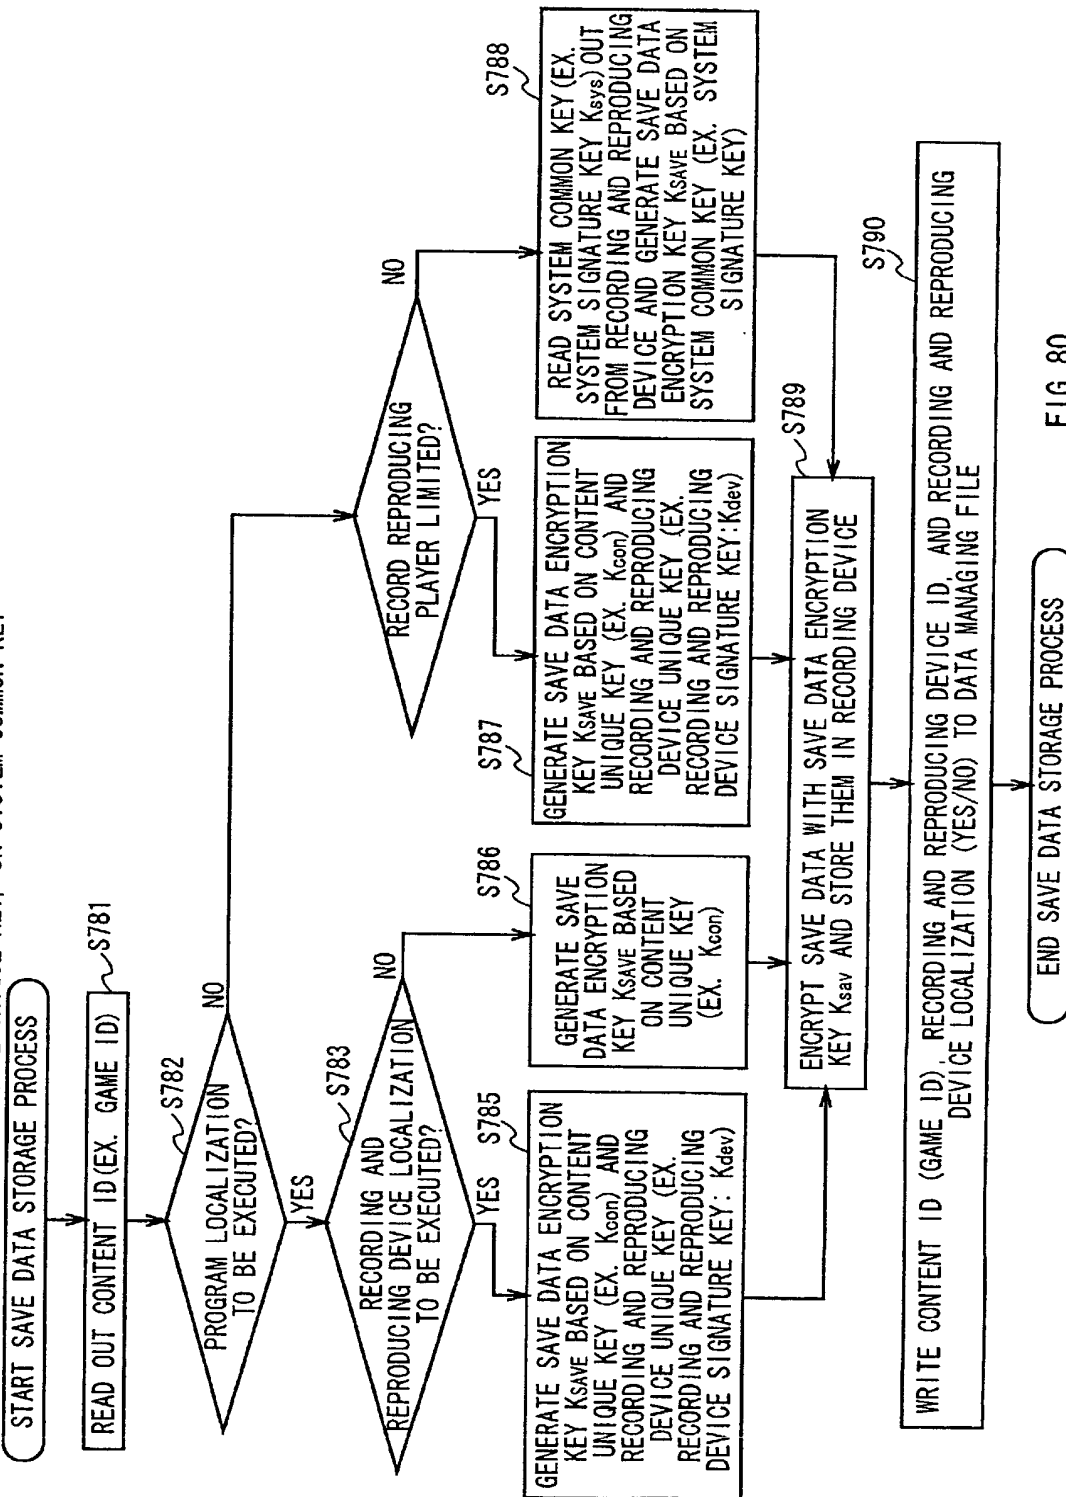 START SAVE DATA STORAGE PROCESS
READ OUT CONTENT ID(EX. GAME ID)
S781
PROGRAM LOCALIZATION
TO BE EXECUTED?
S782
NO
YES
RECORDING AND
REPRODUCING DEVICE LOCALIZATION
TO BE EXECUTED?
S783
NO
YES
RECORD REPRODUCING
PLAYER LIMITED?
NO
YES
S785
GENERATE SAVE DATA ENCRYPTION
KEY KSAVE BASED ON CONTENT
UNIQUE KEY (EX. Kcon) AND
RECORDING AND REPRODUCING
DEVICE UNIQUE KEY (EX.
RECORDING AND REPRODUCING
DEVICE SIGNATURE KEY: Kdev)
S786
GENERATE SAVE
DATA ENCRYPTION
KEY KSAVE BASED
ON CONTENT
UNIQUE KEY
(EX. Kcon)
S787
GENERATE SAVE DATA ENCRYPTION
KEY KSAVE BASED ON CONTENT
UNIQUE KEY (EX. Kcon) AND
RECORDING AND REPRODUCING
DEVICE UNIQUE KEY (EX.
RECORDING AND REPRODUCING
DEVICE SIGNATURE KEY:Kdev)
S788
READ SYSTEM COMMON KEY(EX.
SYSTEM SIGNATURE KEY Ksys)OUT
FROM RECORDING AND REPRODUCING
DEVICE AND GENERATE SAVE DATA
ENCRYPTION KEY KSAVE BASED ON
SYSTEM COMMON KEY (EX. SYSTEM
SIGNATURE KEY)
S789
ENCRYPT SAVE DATA WITH SAVE DATA ENCRYPTION
KEY Ksav AND STORE THEM IN RECORDING DEVICE
S790
WRITE CONTENT ID (GAME ID), RECORDING AND REPRODUCING DEVICE ID, AND RECORDING AND REPRODUCING
DEVICE LOCALIZATION (YES/NO) TO DATA MANAGING FILE
END SAVE DATA STORAGE PROCESS
FIG. 80